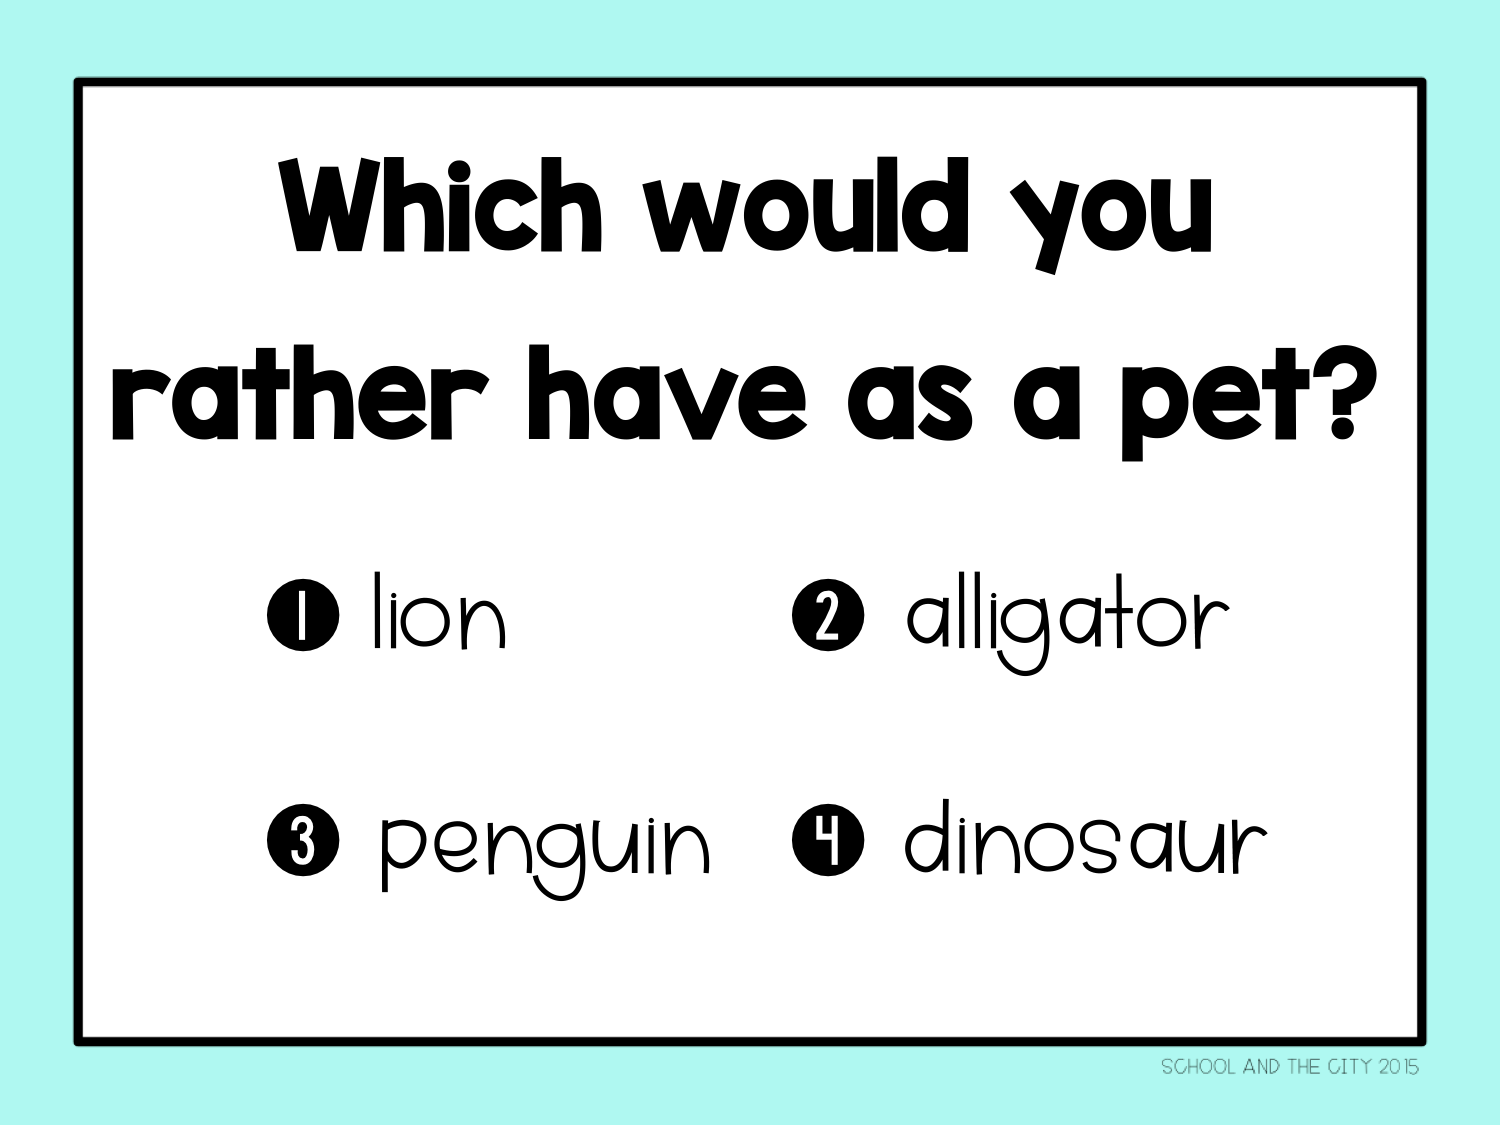 Which would you
rather have as a pet?
1 lion 2 alligator
3 penguin 4 dinosaur
SCHOOL AND THE CITY 2015